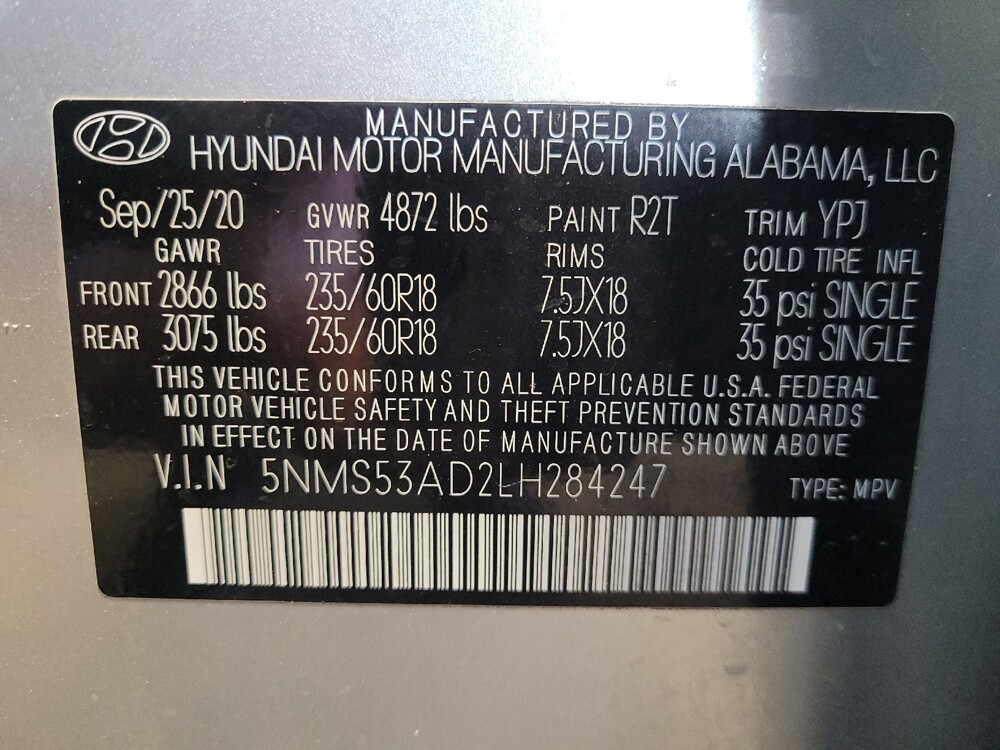 MANUFACTURED BY
HYUNDAI MOTOR MANUFACTURING ALABAMA, LLC
Sep/25/20 GVWR 4872 lbs PAINT R2T TRIM YPJ
GAWR TIRES RIMS COLD TIRE INFL
FRONT 2866 lbs 235/60R18 7.5JX18 35 psi SINGLE
REAR 3075 lbs 235/60R18 7.5JX18 35 psi SINGLE
THIS VEHICLE CONFORMS TO ALL APPLICABLE U.S.A. FEDERAL
MOTOR VEHICLE SAFETY AND THEFT PREVENTION STANDARDS
IN EFFECT ON THE DATE OF MANUFACTURE SHOWN ABOVE
V.I.N 5NMS53AD2LH284247 TYPE: MPV